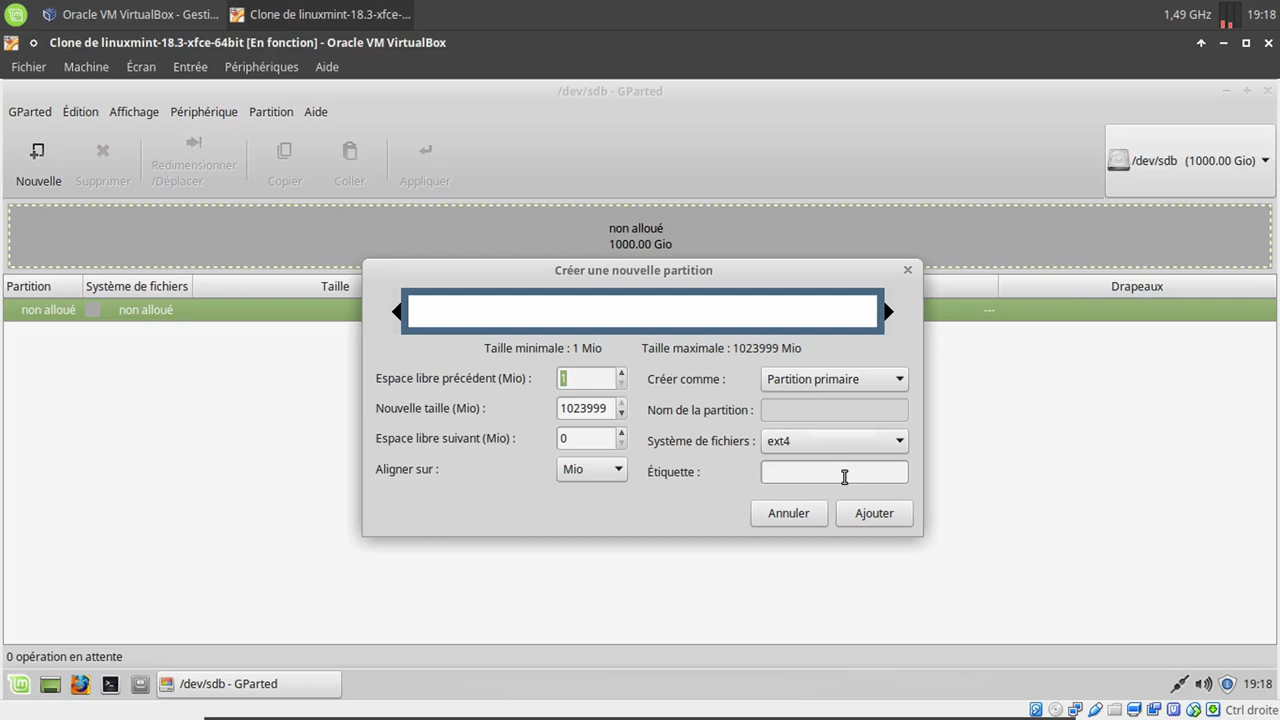 Oracle VM VirtualBox - Gesti... Clone de linuxmint-18.3-xfce-... 1,49 GHz 19:18
Clone de linuxmint-18.3-xfce-64bit [En fonction] - Oracle VM VirtualBox
Fichier Machine Écran Entrée Périphériques Aide
/dev/sdb - GParted
GParted Édition Affichage Périphérique Partition Aide
Nouvelle Supprimer Redimensionner
/Déplacer Copier Coller Appliquer
/dev/sdb (1000.00 Gio)
non alloué
1000.00 Gio
Partition Système de fichiers Taille Drapeaux
non alloué non alloué ---
Créer une nouvelle partition
Taille minimale : 1 Mio Taille maximale : 1023999 Mio
Espace libre précédent (Mio) : 1 Créer comme : Partition primaire
Nouvelle taille (Mio) : 1023999 Nom de la partition :
Espace libre suivant (Mio) : 0 Système de fichiers : ext4
Aligner sur : Mio Étiquette :
Annuler Ajouter
0 opération en attente
/dev/sdb - GParted 19:18
Ctrl droite